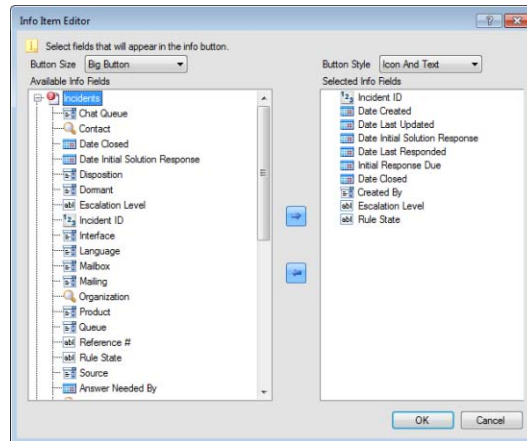 Info Item Editor
Select fields that will appear in the info button.
Button Size Big Button
Button Style Icon And Text
Available Info Fields
Incidents
Chat Queue
Contact
Date Closed
Date Initial Solution Response
Disposition
Dormant
Escalation Level
Incident ID
Interface
Language
Mailbox
Mailing
Organization
Product
Queue
Reference #
Rule State
Source
Answer Needed By
Selected Info Fields
Incident ID
Date Created
Date Last Updated
Date Initial Solution Response
Date Last Responded
Initial Response Due
Date Closed
Created By
Escalation Level
Rule State
OK Cancel